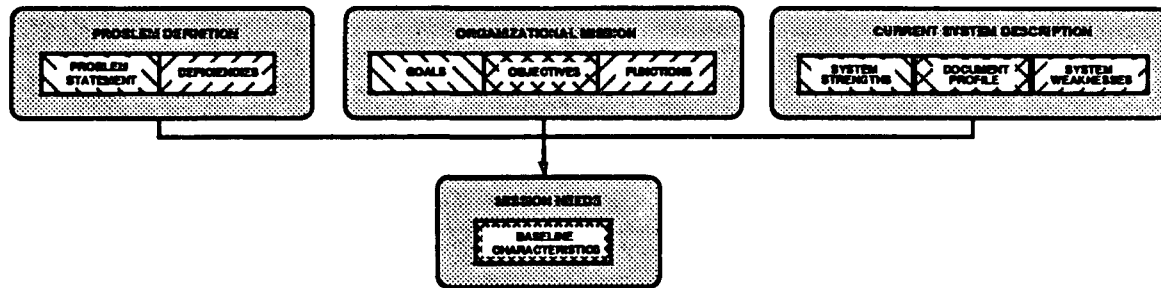 PROBLEM DEFINITION
PROBLEM
STATEMENT
DEFICIENCIES
ORGANIZATIONAL MISSION
GOALS
OBJECTIVES
FUNCTIONS
CURRENT SYSTEM DESCRIPTION
SYSTEM
STRENGTHS
DOCUMENT
PROFILE
SYSTEM
WEAKNESSES
MISSION NEEDS
BASELINE
CHARACTERISTICS